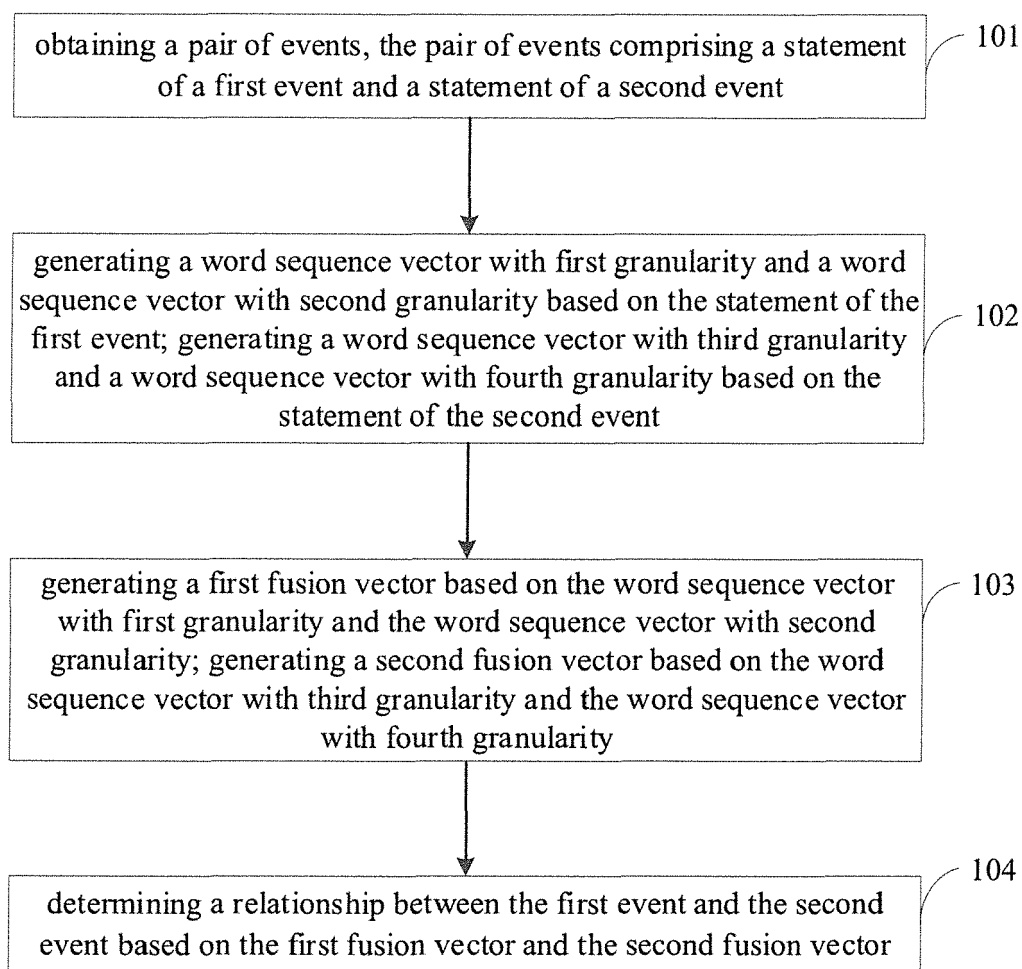 obtaining a pair of events, the pair of events comprising a statement
of a first event and a statement of a second event
101
generating a word sequence vector with first granularity and a word
sequence vector with second granularity based on the statement of the
first event; generating a word sequence vector with third granularity
and a word sequence vector with fourth granularity based on the
statement of the second event
102
generating a first fusion vector based on the word sequence vector
with first granularity and the word sequence vector with second
granularity; generating a second fusion vector based on the word
sequence vector with third granularity and the word sequence vector
with fourth granularity
103
determining a relationship between the first event and the second
event based on the first fusion vector and the second fusion vector
104